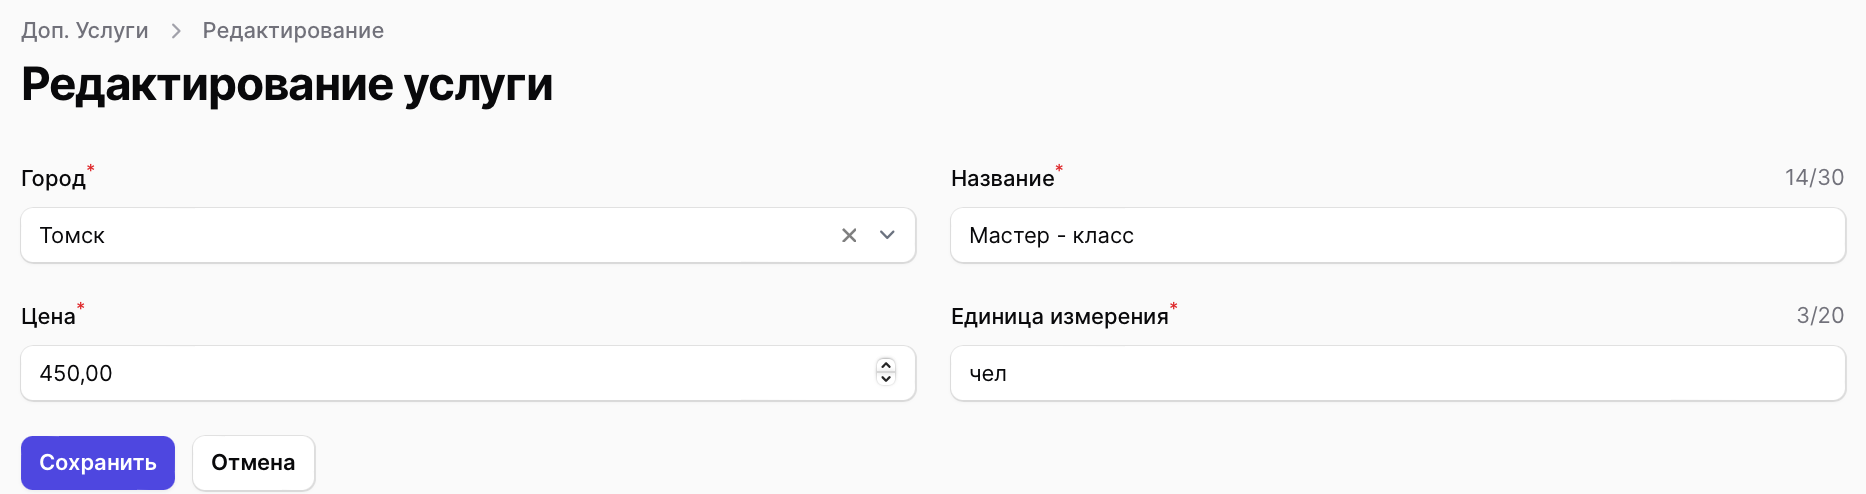 Доп. Услуги > Редактирование
Редактирование услуги
Город*
Томск
Название* 14/30
Мастер - класс
Цена*
450,00
Единица измерения* 3/20
чел
Сохранить Отмена